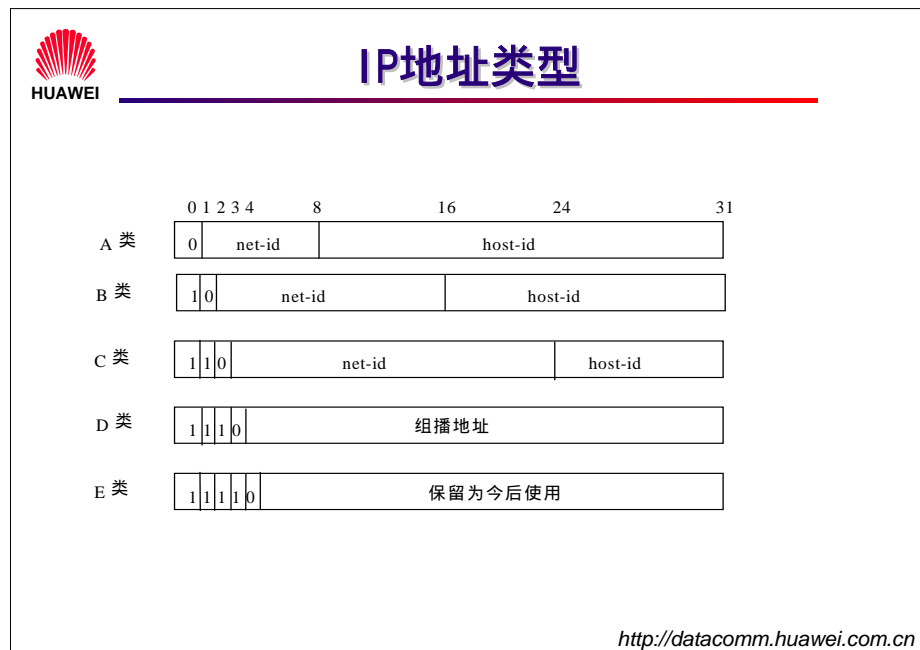 HUAWEI
IP地址类型
0 1 2 3 4 8 16 24 31
A 类 0 net-id host-id
B 类 1 0 net-id host-id
C 类 1 1 0 net-id host-id
D 类 1 1 1 0 组播地址
E 类 1 1 1 1 0 保留为今后使用
http://datacomm.huawei.com.cn